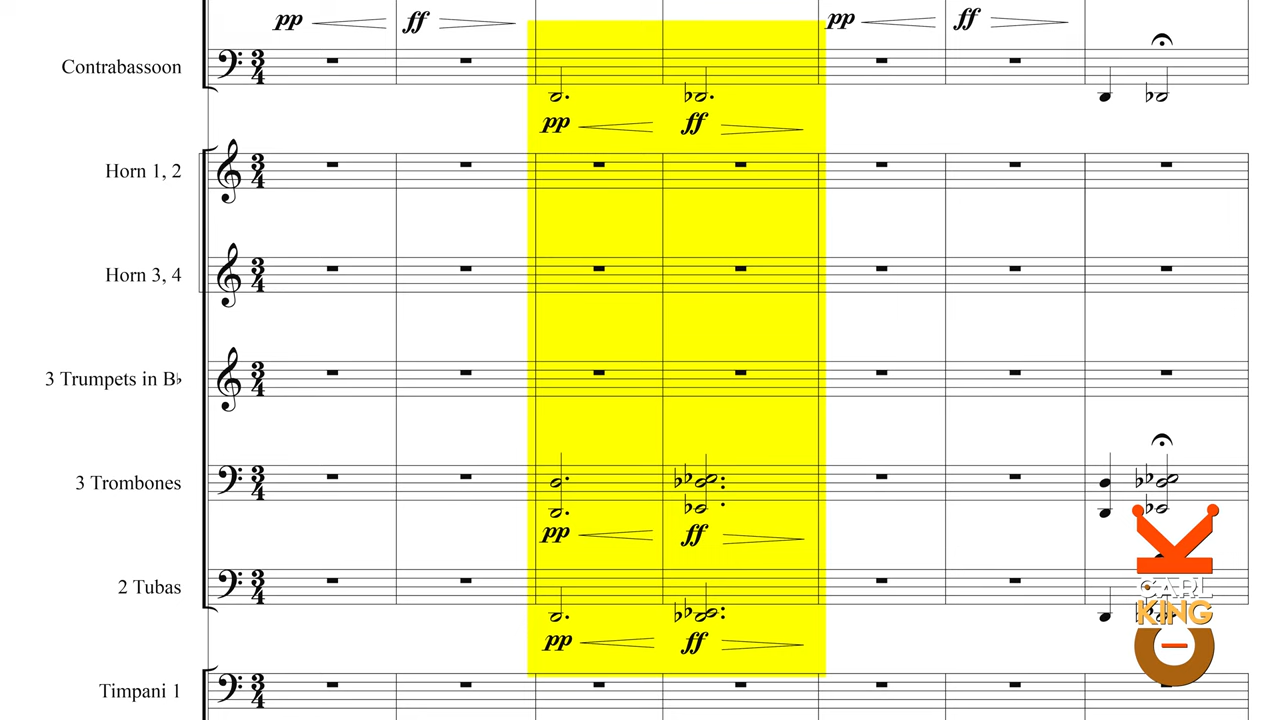 pp ff pp ff
Contrabassoon 3 4
pp ff
Horn 1, 2 3 4
Horn 3, 4 3 4
3 Trumpets in B♭ 3 4
3 Trombones 3 4
pp ff
2 Tubas 3 4
CARL
KING
pp ff
Timpani 1 3 4